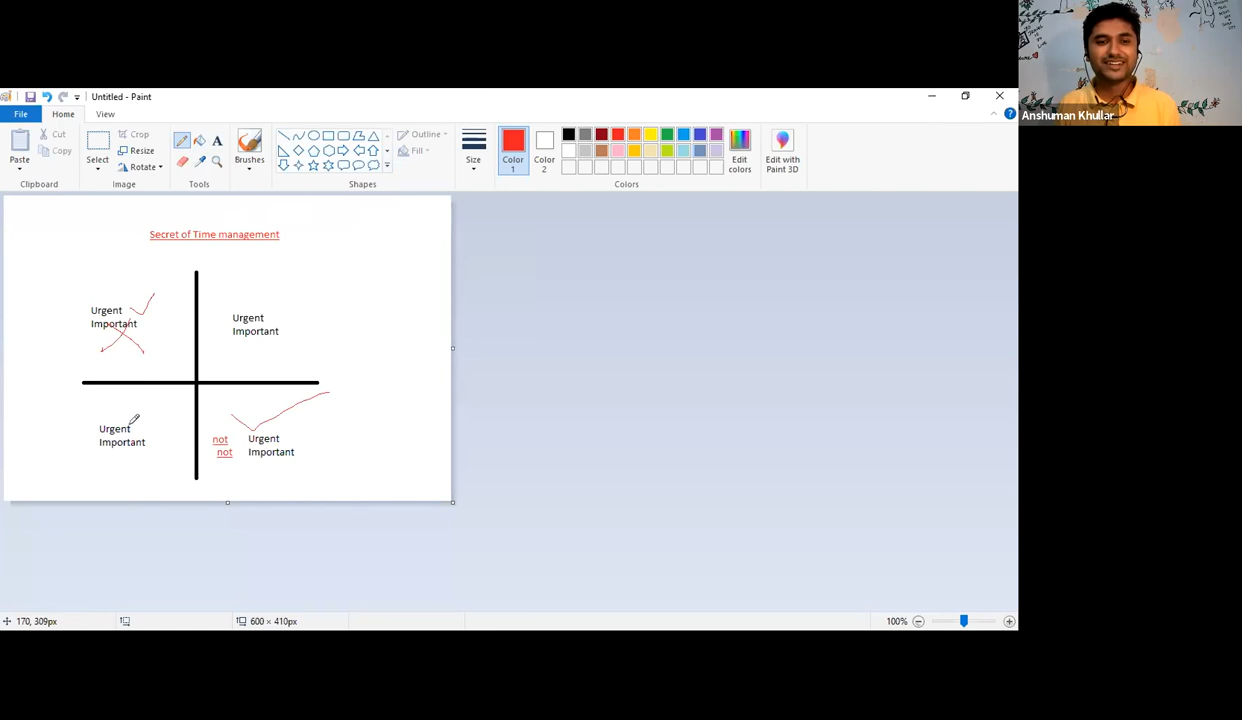 Untitled - Paint
File Home View
Paste
Cut
Copy
Clipboard
Select
Crop
Resize
Rotate
Image
Tools
Brushes
Outline
Fill
Shapes
Size
Color 1
Color 2
Edit colors
Edit with Paint 3D
Colors
Anshuman Khullar
Secret of Time management
Urgent
Important
Urgent
Important
Urgent
Important
not Urgent
not Important
170, 309px
600 × 410px
100%